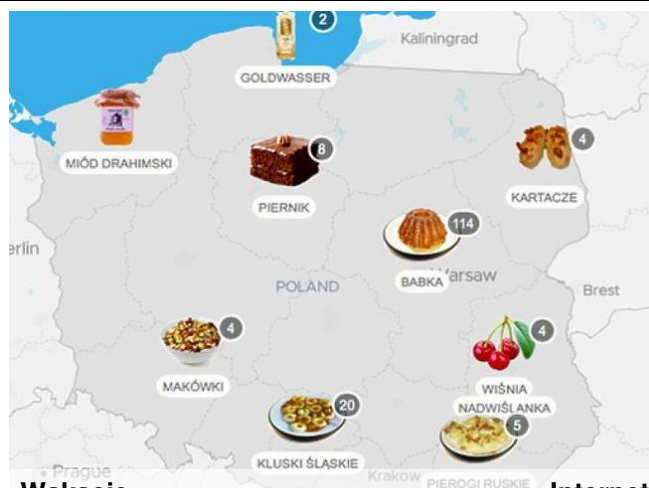 2
Kaliningrad
GOLDWASSER
MIÓD DRAHIMSKI
8
4
PIERNIK
KARTACZE
erlin
114
BABKA
arsaw
POLAND
Brest
4
4
MAKÓWKI
WIŚNIA
NADWIŚLANKA
20
5
KLUSKI ŚLĄSKIE
Prague
Krakow
PIEROGI RUSKIE
Wakacje
Internet